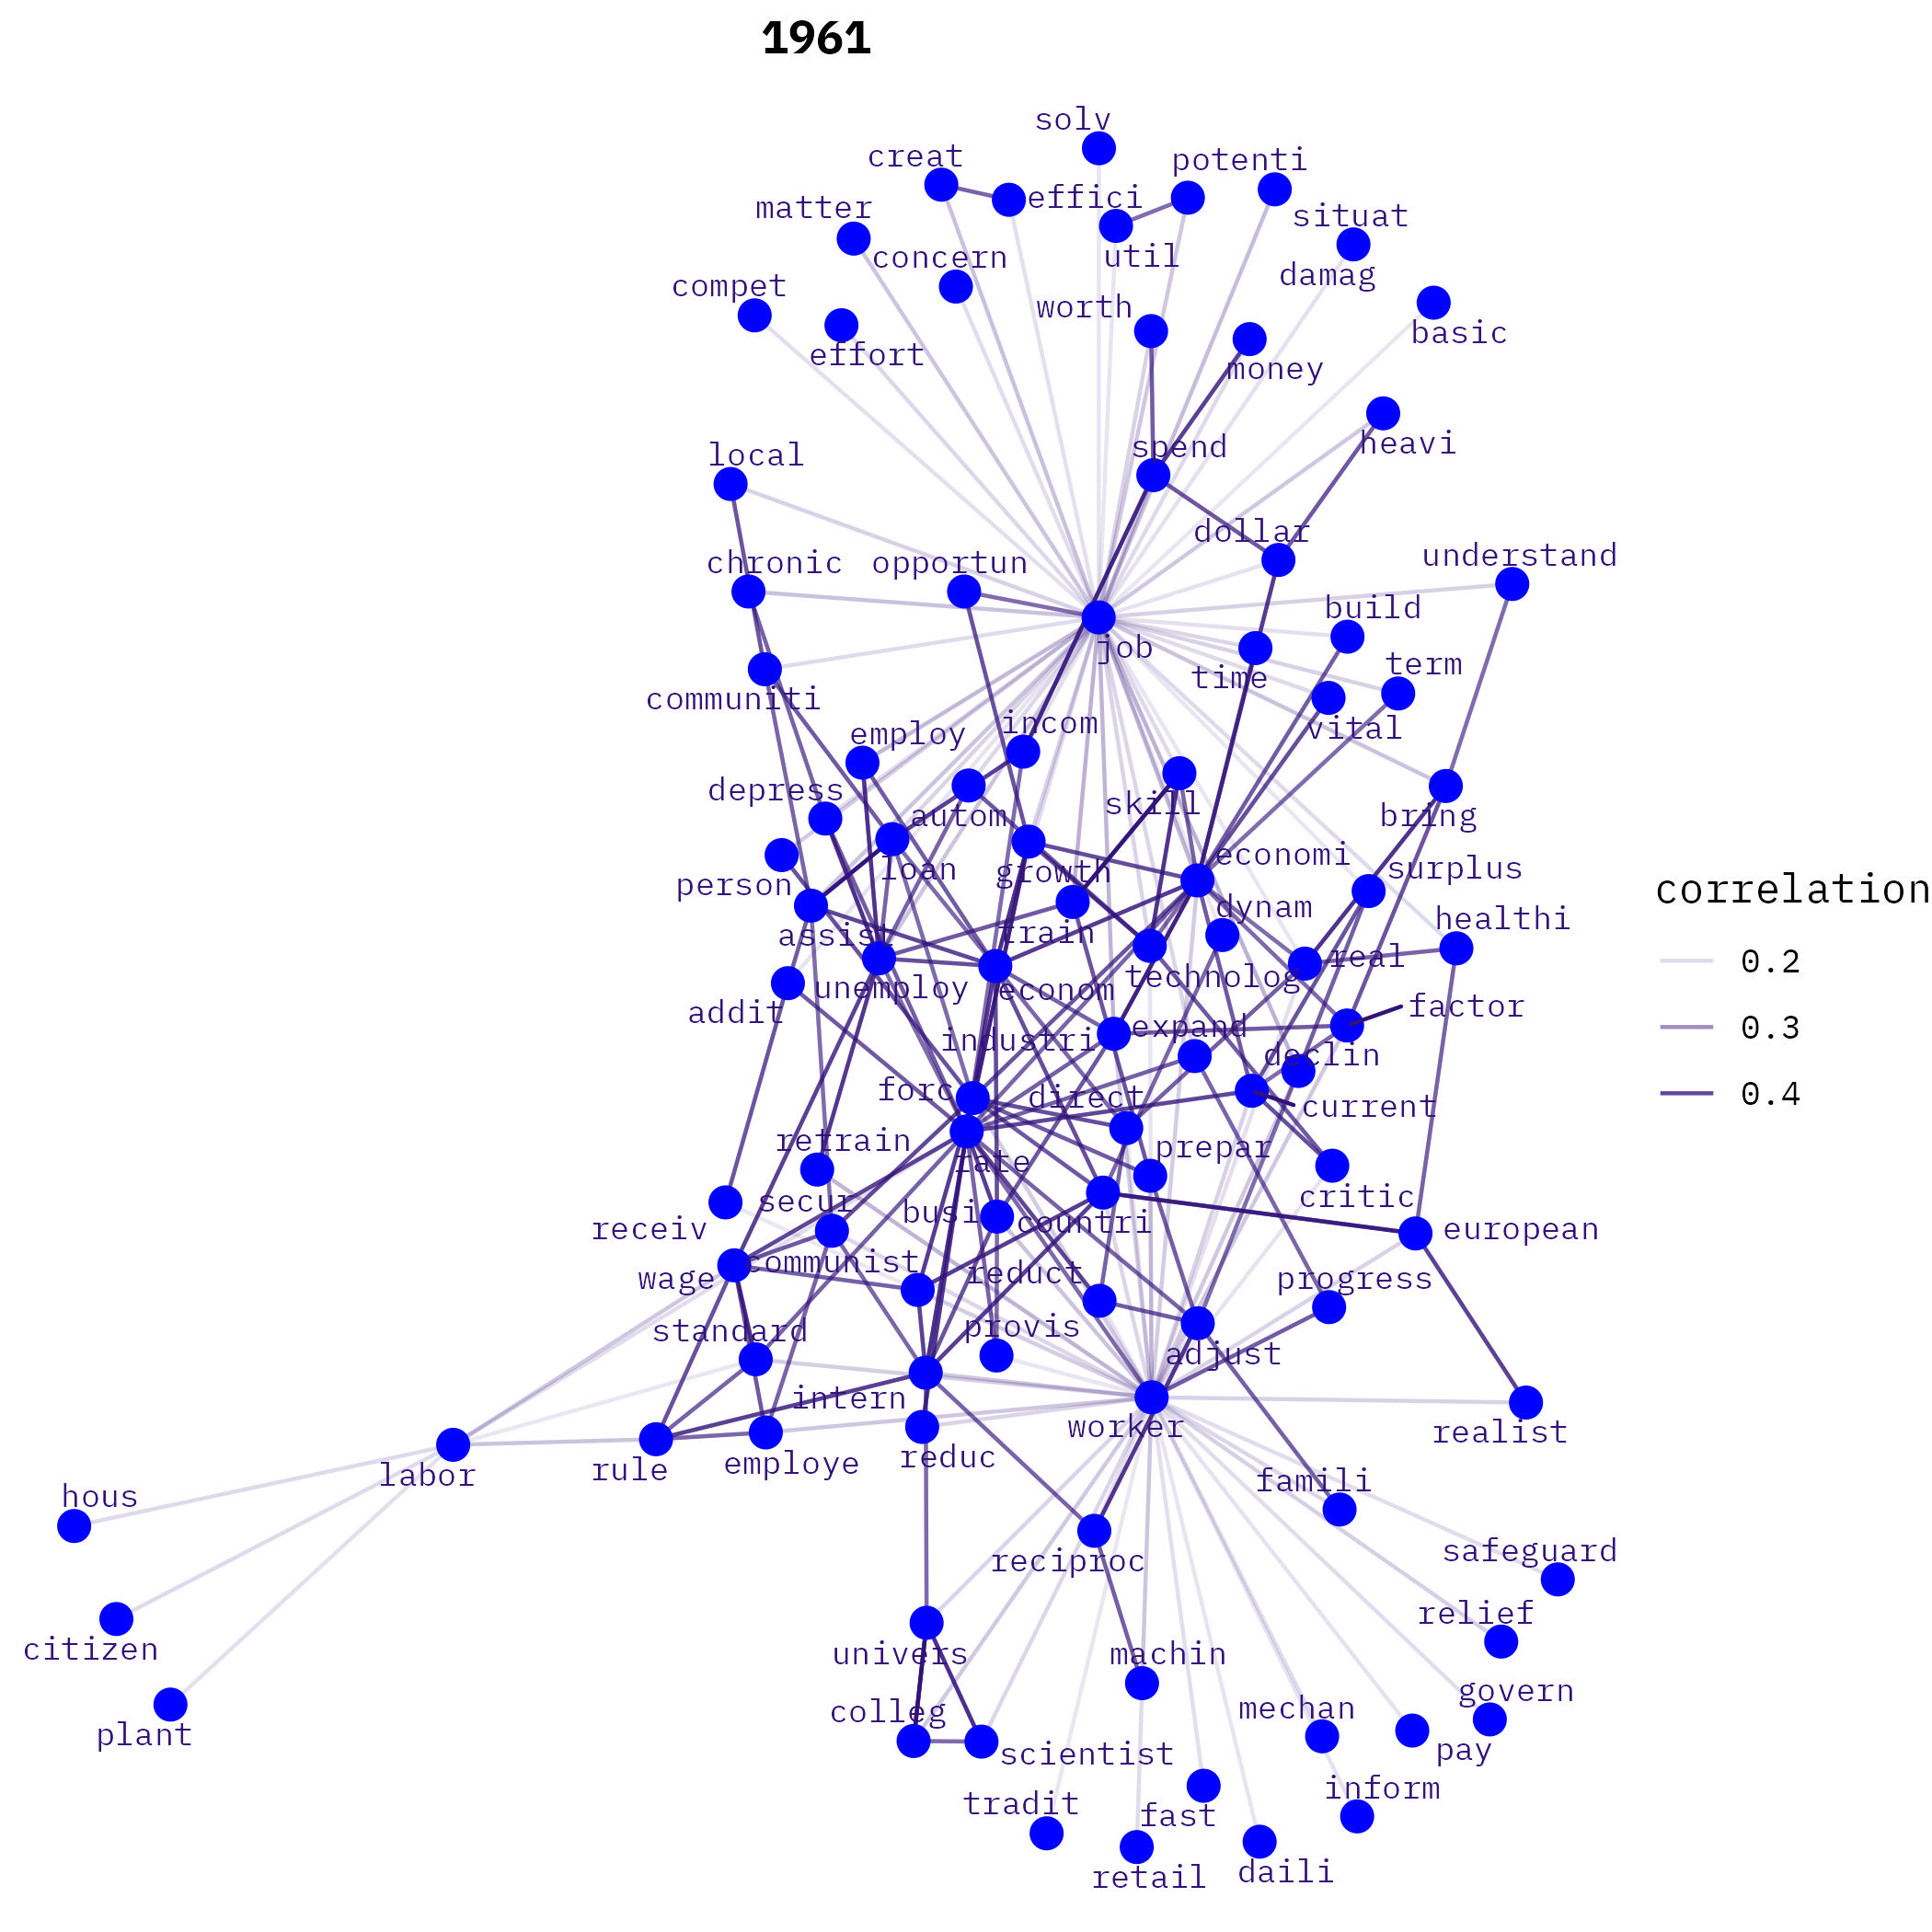 1961
solv
creat
potenti
effici
matter
situat
concern
util
damag
compet
worth
basic
effort
money
heavi
local
spend
dollar
chronic
opportun
understand
build
job
term
time
communiti
vital
incom
employ
depress
skill
autom
bring
economi
loan
growth
surplus
person
correlation
dynam
healthi
assist
train
real
0.2
technolog
unemploy
econom
factor
addit
expand
0.3
industri
declin
forc
direct
0.4
current
retrain
prepar
rate
critic
secur
busi
countri
receiv
european
communist
reduct
wage
progress
provis
standard
adjust
intern
worker
realist
reduc
employe
rule
labor
famili
hous
safeguard
reciproc
relief
citizen
univers
machin
govern
mechan
colleg
plant
pay
scientist
inform
tradit
fast
daili
retail